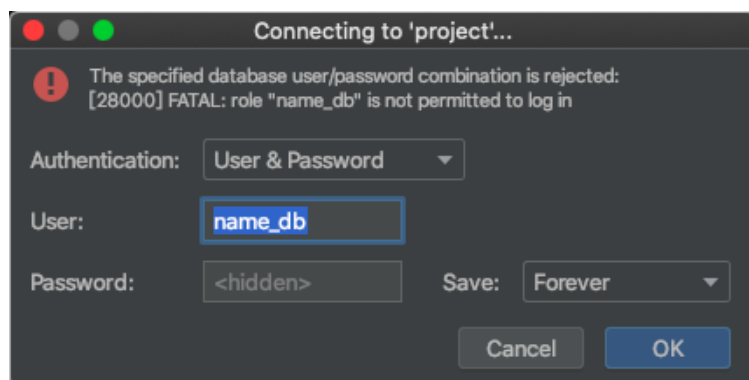 Connecting to 'project'...
The specified database user/password combination is rejected:
[28000] FATAL: role "name_db" is not permitted to log in
Authentication: User & Password
User: name_db
Password: <hidden> Save: Forever
Cancel OK